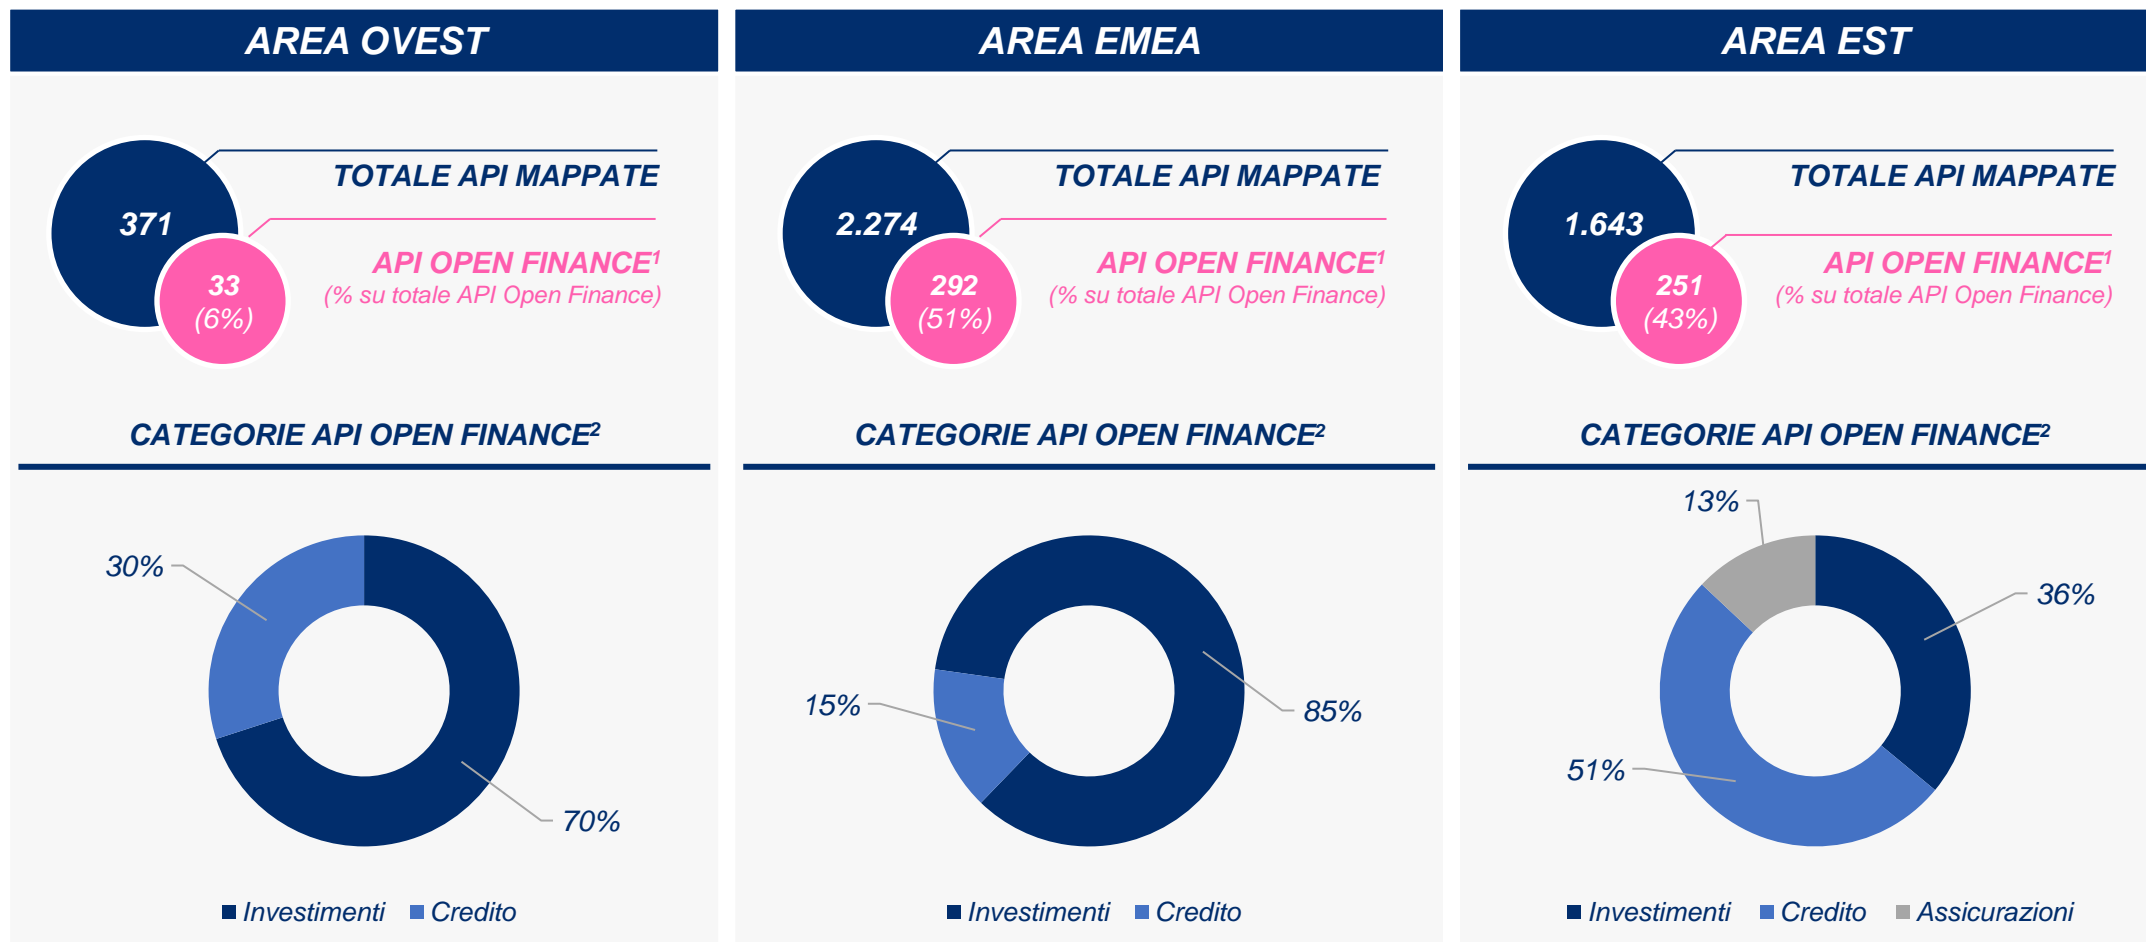 AREA OVEST
TOTALE API MAPPATE
371
API OPEN FINANCE¹
(% su totale API Open Finance)
33
(6%)
CATEGORIE API OPEN FINANCE²
30%
70%
Investimenti Credito
AREA EMEA
TOTALE API MAPPATE
2.274
API OPEN FINANCE¹
(% su totale API Open Finance)
292
(51%)
CATEGORIE API OPEN FINANCE²
15%
85%
Investimenti Credito
AREA EST
TOTALE API MAPPATE
1.643
API OPEN FINANCE¹
(% su totale API Open Finance)
251
(43%)
CATEGORIE API OPEN FINANCE²
13%
36%
51%
Investimenti Credito Assicurazioni